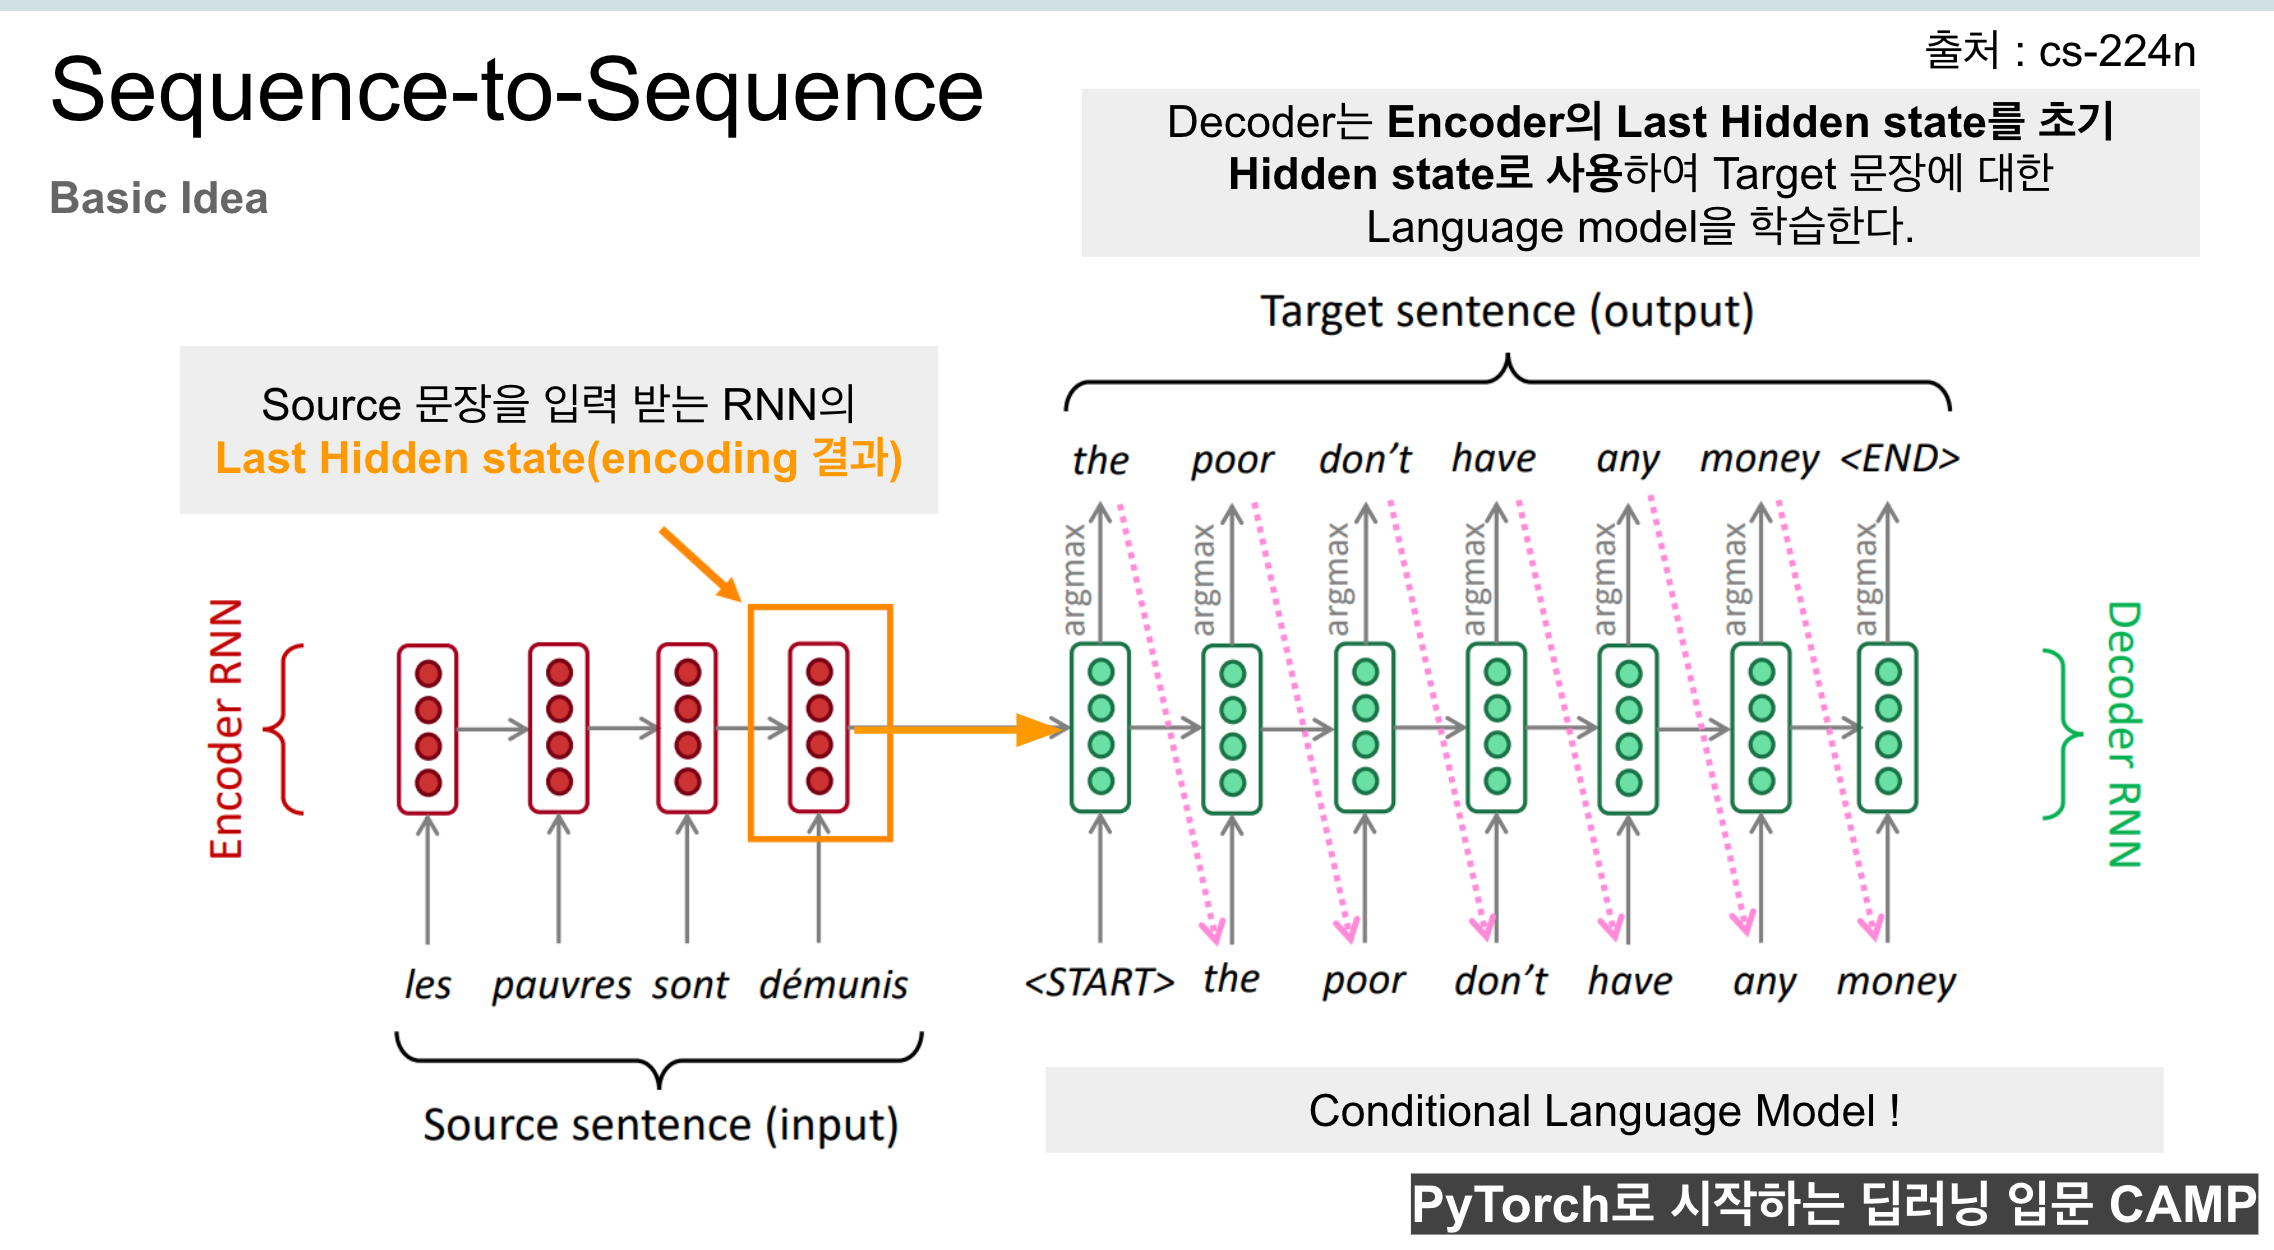 출처 : cs-224n
Sequence-to-Sequence
Basic Idea
Decoder는 Encoder의 Last Hidden state를 초기
Hidden state로 사용하여 Target 문장에 대한
Language model을 학습한다.
Target sentence (output)
Source 문장을 입력 받는 RNN의
Last Hidden state(encoding 결과)
the poor don't have any money <END>
argmax argmax argmax argmax argmax argmax argmax
Encoder RNN
Decoder RNN
les pauvres sont démunis
<START> the poor don't have any money
Source sentence (input)
Conditional Language Model !
PyTorch로 시작하는 딥러닝 입문 CAMP